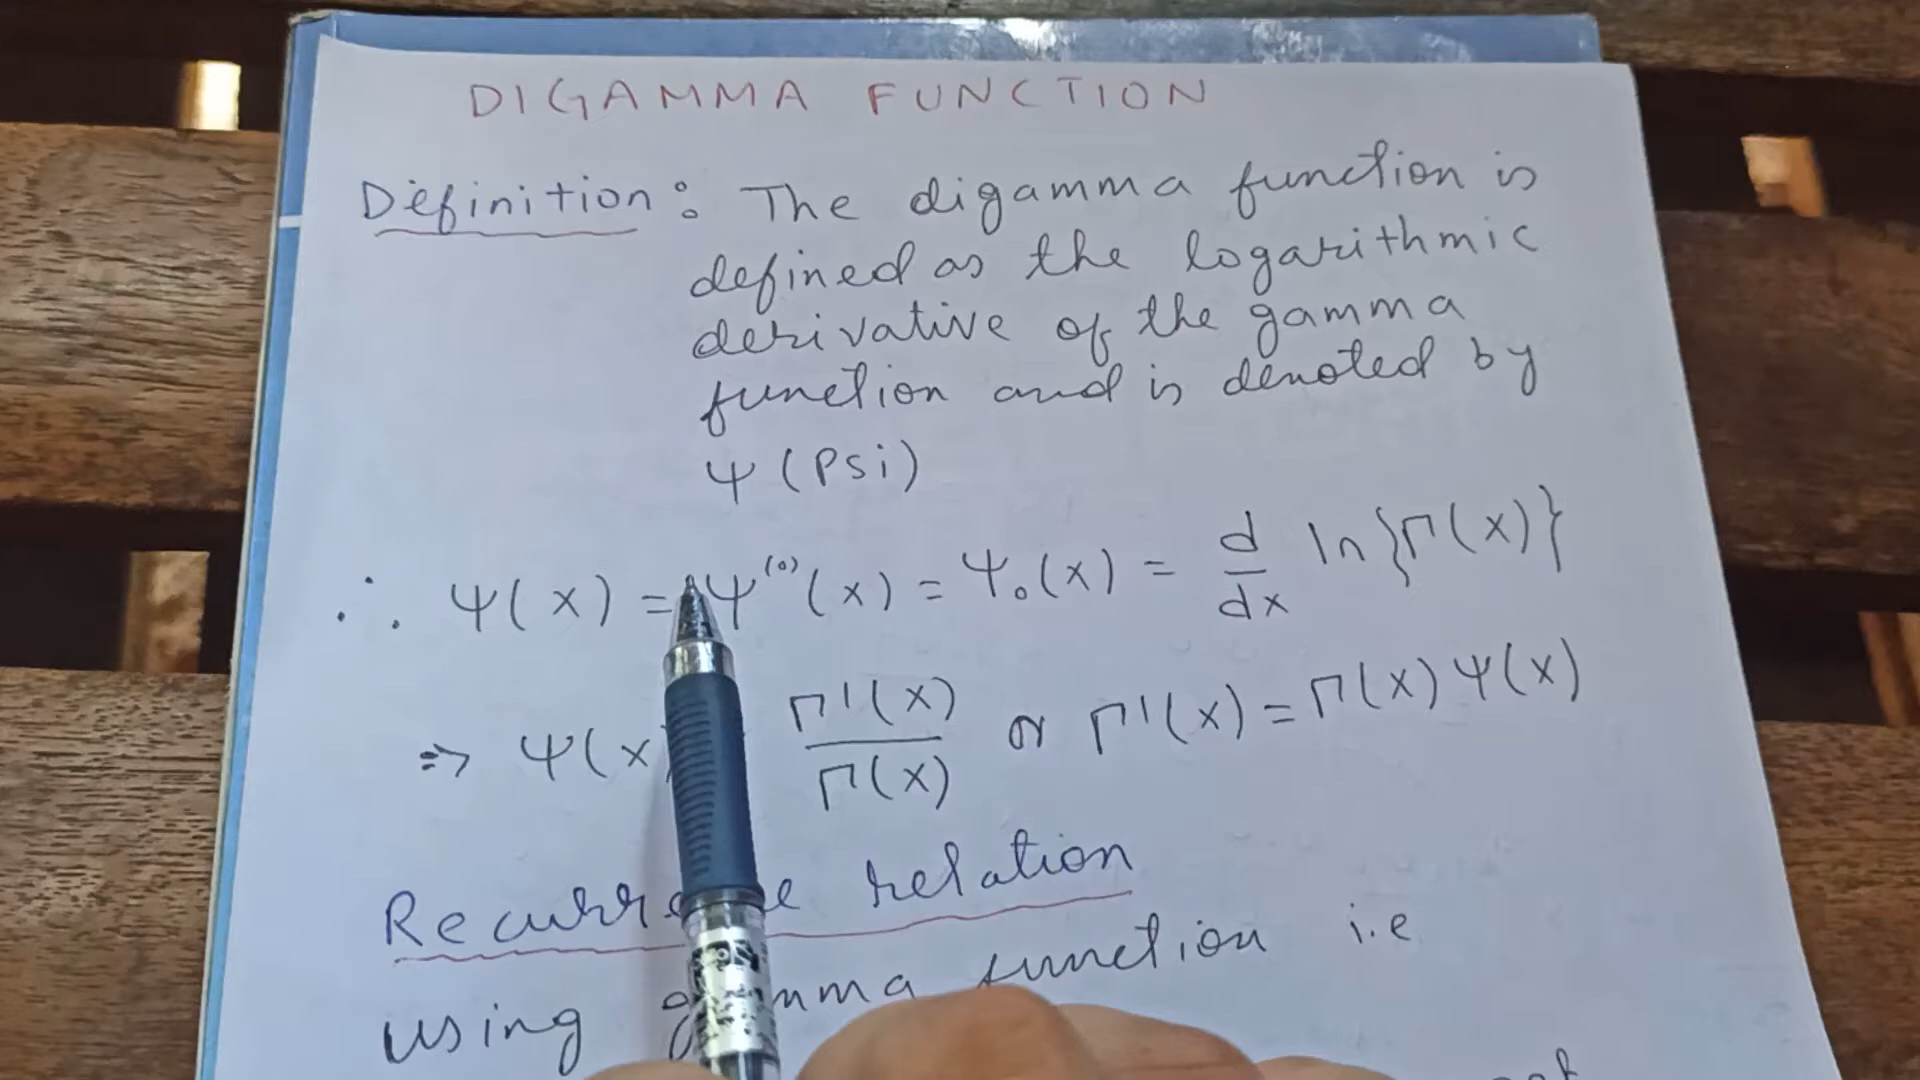 DIGAMMA FUNCTION
Definition: The digamma function is
defined as the logarithmic
derivative of the gamma
function and is denoted by
Ψ (Psi)
∴ Ψ(x) = Ψ⁽⁰⁾(x) = Ψ₀(x) = d/dx ln{Γ(x)}
=> Ψ(x) Γ'(x)/Γ(x) or Γ'(x) = Γ(x) Ψ(x)
relation
using function i.e